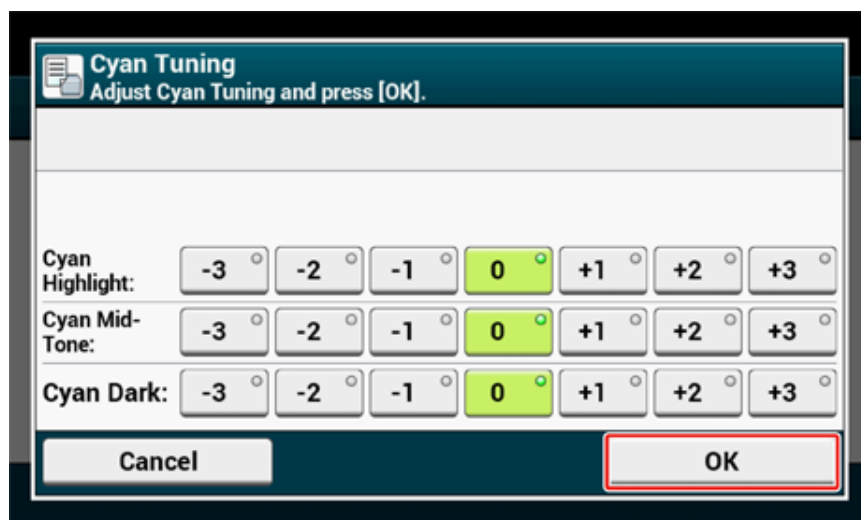 Cyan Tuning
Adjust Cyan Tuning and press [OK].
Cyan
Highlight:
-3 -2 -1 0 +1 +2 +3
Cyan Mid-
Tone:
-3 -2 -1 0 +1 +2 +3
Cyan Dark: -3 -2 -1 0 +1 +2 +3
Cancel OK